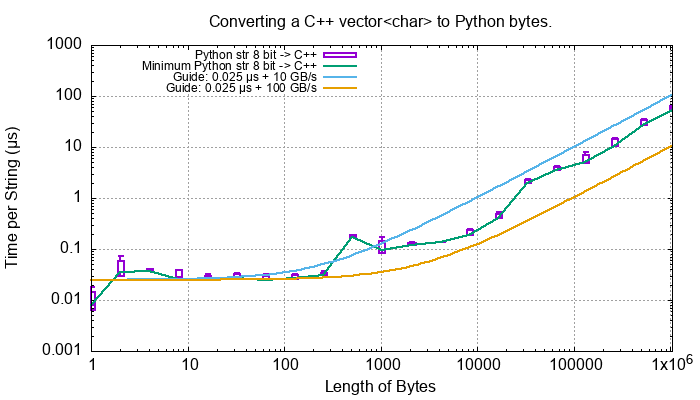 Converting a C++ vector<char> to Python bytes.
Python str 8 bit -> C++
Minimum Python str 8 bit -> C++
Guide: 0.025 µs + 10 GB/s
Guide: 0.025 µs + 100 GB/s
Time per String (µs)
1000
100
10
1
0.1
0.01
0.001
1 10 100 1000 10000 100000 1x10⁶
Length of Bytes